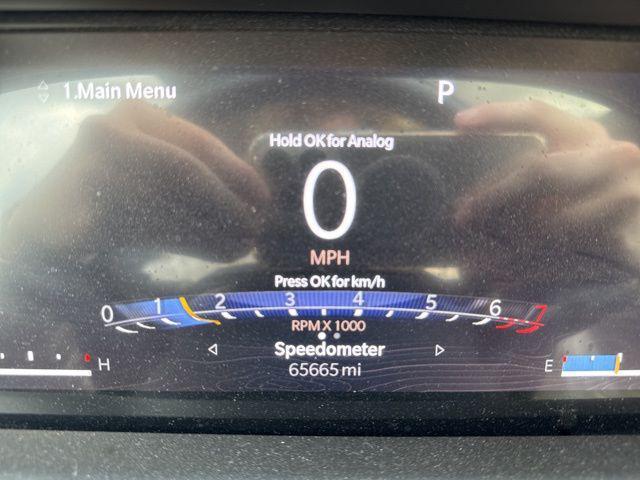 1.Main Menu
P
Hold OK for Analog
0
MPH
Press OK for km/h
0 1 2 3 4 5 6
RPM X 1000
H
Speedometer
E
65665 mi